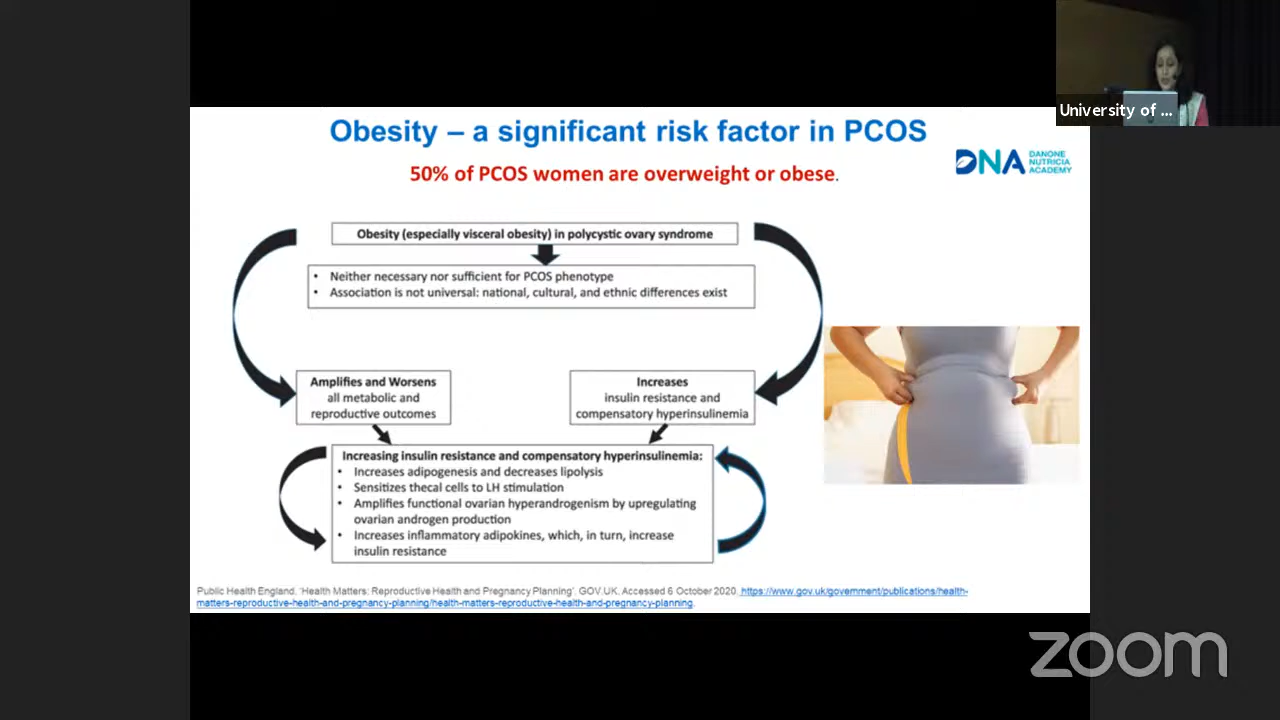 University of ...
Obesity – a significant risk factor in PCOS
DNA DANONE
NUTRICIA
ACADEMY
50% of PCOS women are overweight or obese.
Obesity (especially visceral obesity) in polycystic ovary syndrome
• Neither necessary nor sufficient for PCOS phenotype
• Association is not universal: national, cultural, and ethnic differences exist
Amplifies and Worsens
all metabolic and
reproductive outcomes
Increases
insulin resistance and
compensatory hyperinsulinemia
Increasing insulin resistance and compensatory hyperinsulinemia:
• Increases adipogenesis and decreases lipolysis
• Sensitizes thecal cells to LH stimulation
• Amplifies functional ovarian hyperandrogenism by upregulating
ovarian androgen production
• Increases inflammatory adipokines, which, in turn, increase
insulin resistance
Public Health England. 'Health Matters: Reproductive Health and Pregnancy Planning'. GOV.UK. Accessed 6 October 2020. https://www.gov.uk/government/publications/health-
matters-reproductive-health-and-pregnancy-planning/health-matters-reproductive-health-and-pregnancy-planning.
zoom